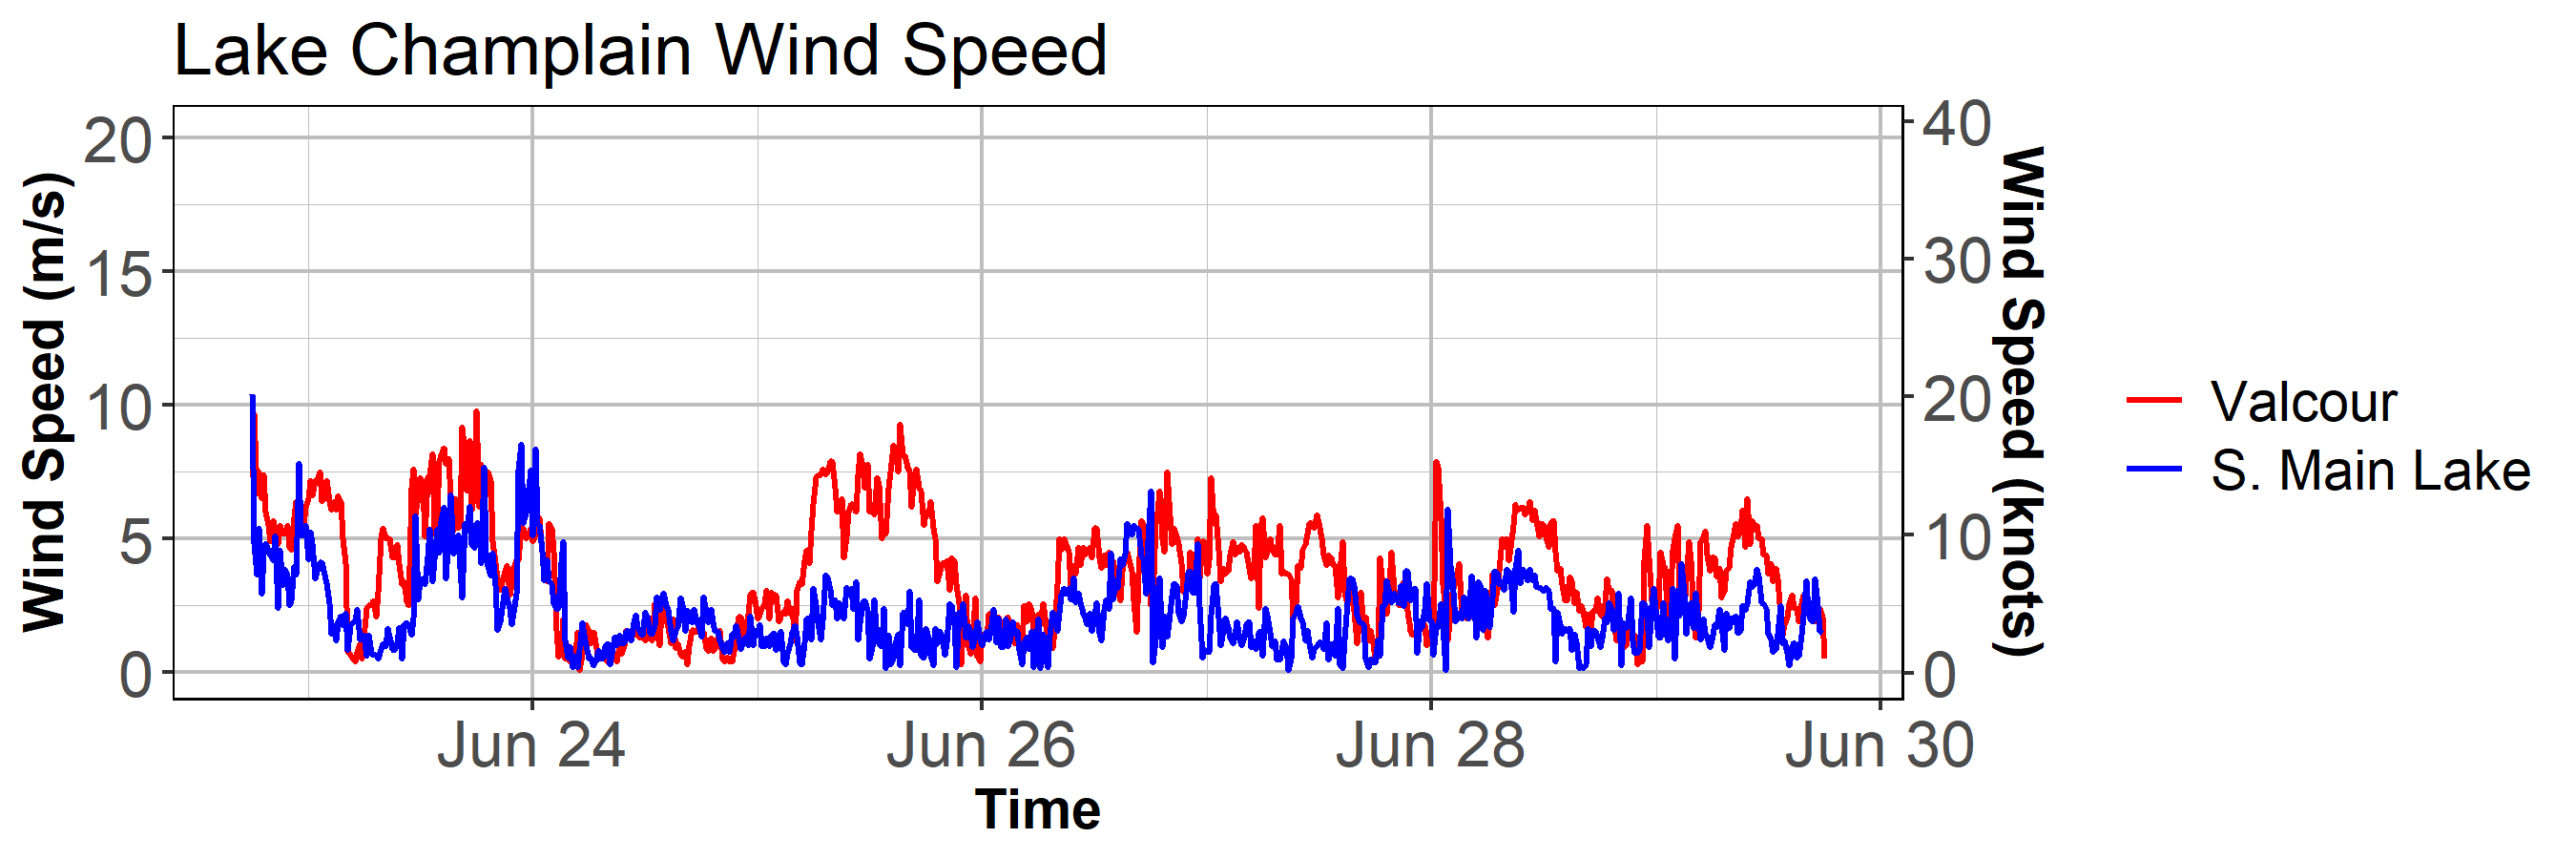 Lake Champlain Wind Speed
Wind Speed (m/s)
20
15
10
5
0
40
30
20
10
0
Wind Speed (knots)
Jun 24
Jun 26
Jun 28
Jun 30
Time
Valcour
S. Main Lake